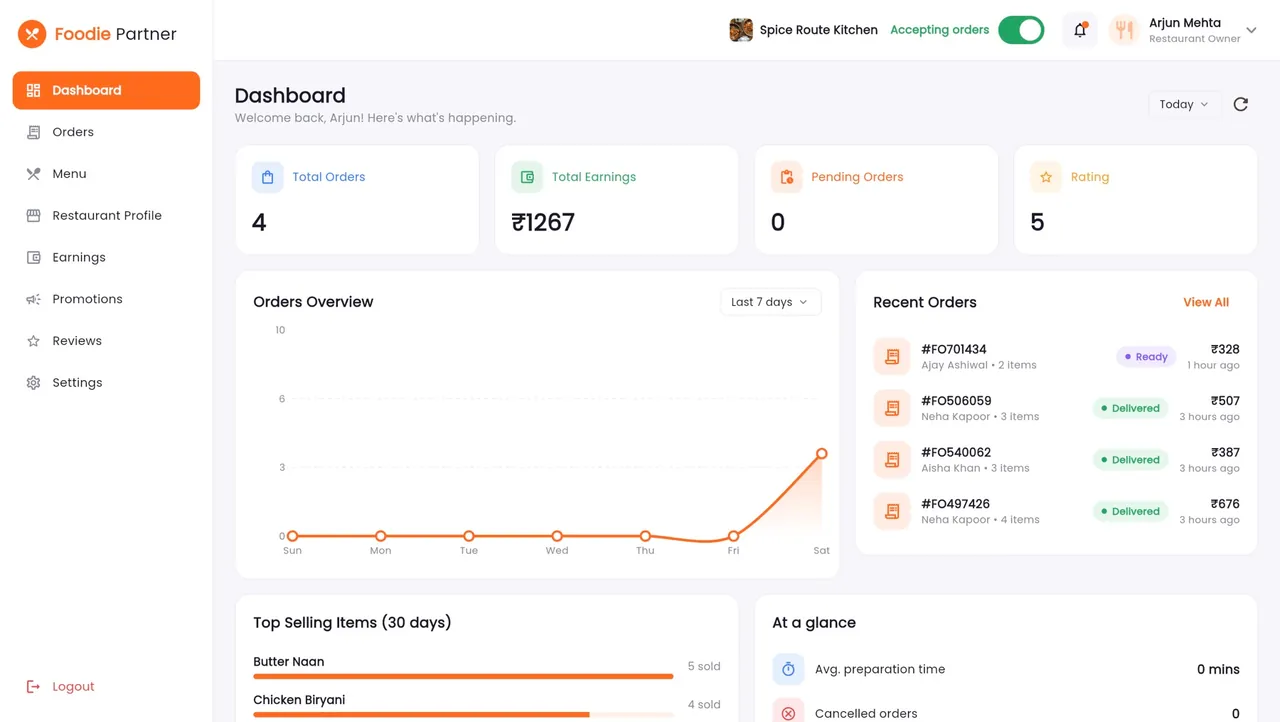 Foodie Partner
Spice Route Kitchen
Accepting orders
Arjun Mehta
Restaurant Owner
Dashboard
Orders
Menu
Restaurant Profile
Earnings
Promotions
Reviews
Settings
Logout
Dashboard
Welcome back, Arjun! Here's what's happening.
Today
Total Orders
4
Total Earnings
₹1267
Pending Orders
0
Rating
5
Orders Overview
Last 7 days
10
6
3
0
Sun Mon Tue Wed Thu Fri Sat
Recent Orders
View All
#FO701434
Ajay Ashiwal • 2 items
Ready
₹328
1 hour ago
#FO506059
Neha Kapoor • 3 items
Delivered
₹507
3 hours ago
#FO540062
Aisha Khan • 3 items
Delivered
₹387
3 hours ago
#FO497426
Neha Kapoor • 4 items
Delivered
₹676
3 hours ago
Top Selling Items (30 days)
Butter Naan
5 sold
Chicken Biryani
4 sold
At a glance
Avg. preparation time
0 mins
Cancelled orders
0